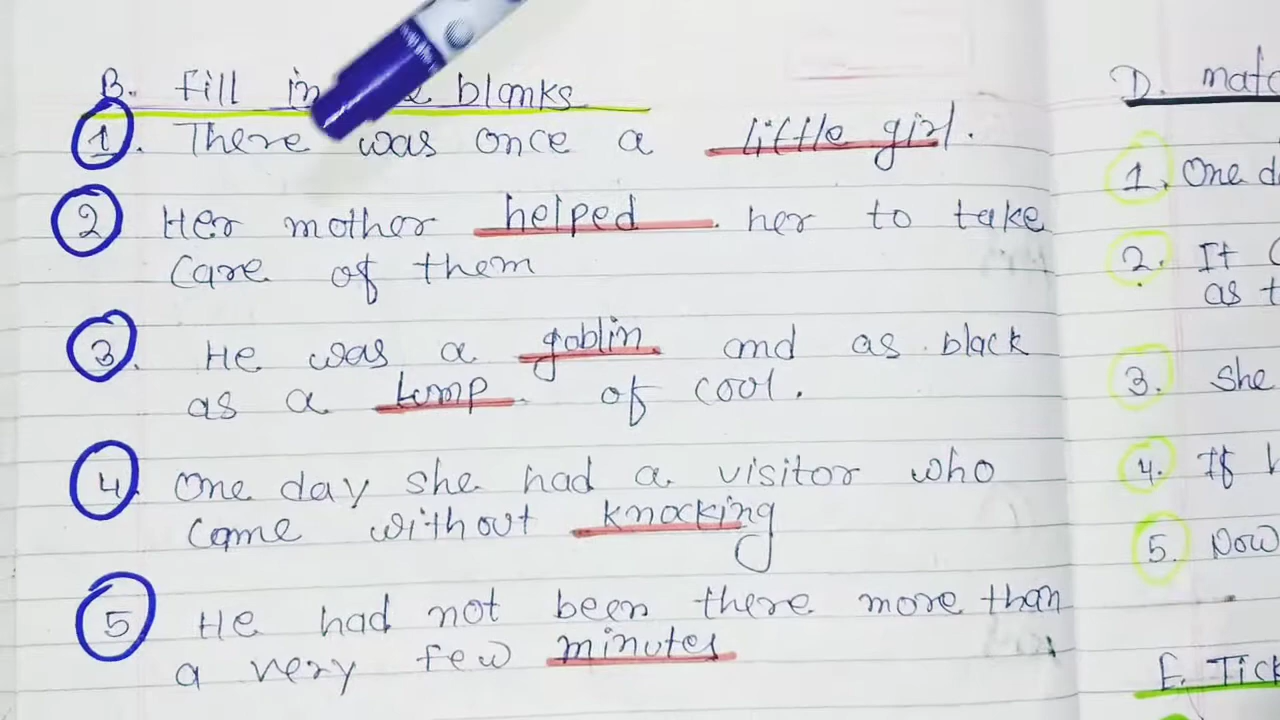 B. Fill in blanks
1. There was once a little girl.
2 Her mother helped her to take
care of them
3. He was a goblin and as black
as a lump of cool.
4. One day she had a visitor who
came without knocking
5 He had not been there more than
a very few minutes
D.
1. One d
2. It
as t
3. She
4. If
5. Now
E. Tick